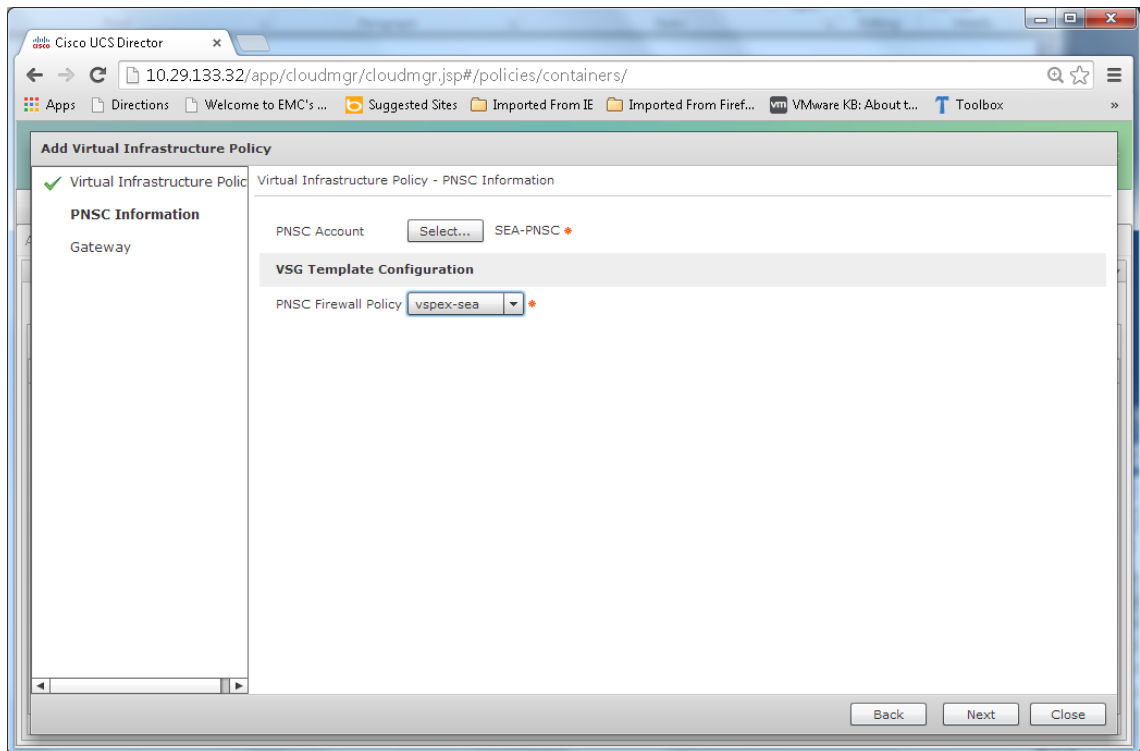 Cisco UCS Director
10.29.133.32/app/cloudmgr/cloudmgr.jsp#/policies/containers/
Apps Directions Welcome to EMC's ... Suggested Sites Imported From IE Imported From Firef... vm VMware KB: About t... T Toolbox »
Add Virtual Infrastructure Policy
Virtual Infrastructure Polic
PNSC Information
Gateway
Virtual Infrastructure Policy - PNSC Information
PNSC Account Select... SEA-PNSC
VSG Template Configuration
PNSC Firewall Policy vspex-sea
Back Next Close